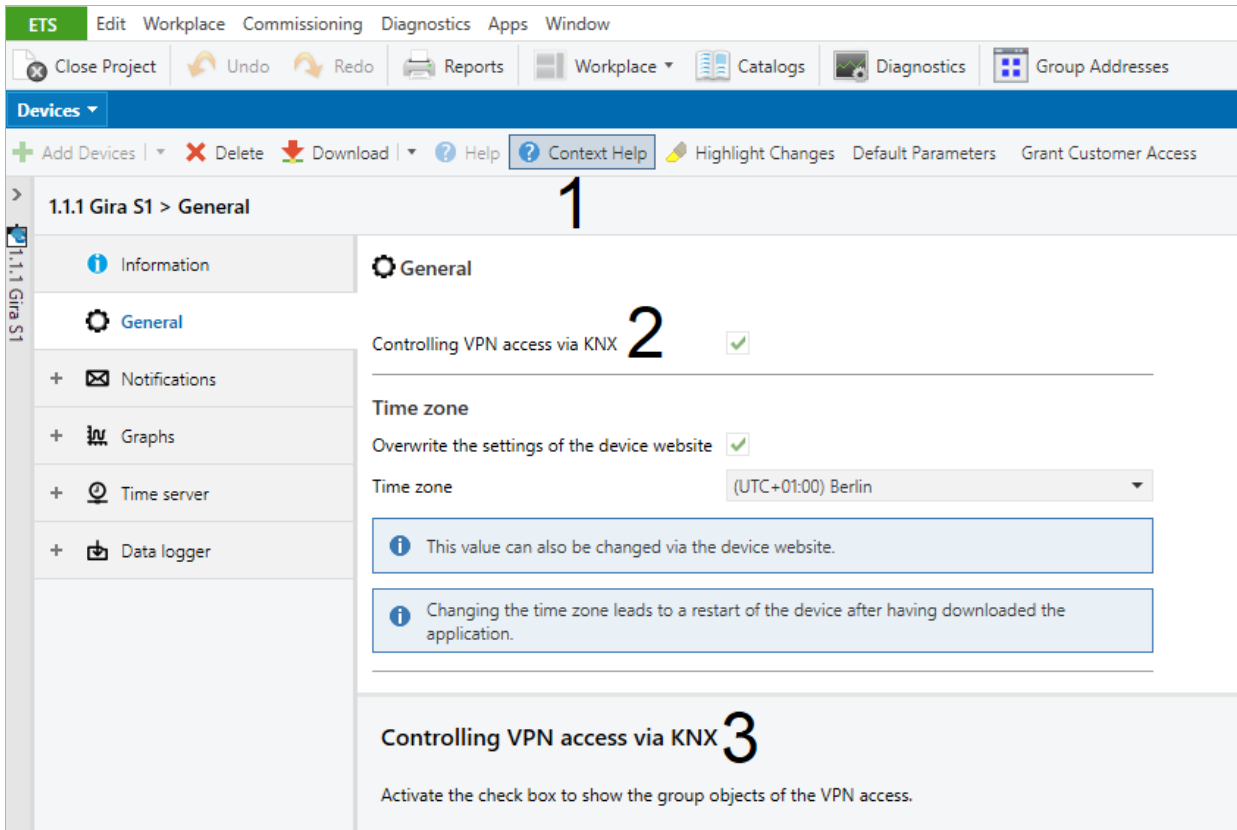 ETS Edit Workplace Commissioning Diagnostics Apps Window
Close Project Undo Redo Reports Workplace Catalogs Diagnostics Group Addresses
Devices
Add Devices Delete Download Help Context Help Highlight Changes Default Parameters Grant Customer Access
1
1.1.1 Gira S1 > General
1.1.1 Gira S1
Information
General
Notifications
Graphs
Time server
Data logger
General
Controlling VPN access via KNX 2
Time zone
Overwrite the settings of the device website
Time zone (UTC+01:00) Berlin
This value can also be changed via the device website.
Changing the time zone leads to a restart of the device after having downloaded the
application.
Controlling VPN access via KNX 3
Activate the check box to show the group objects of the VPN access.